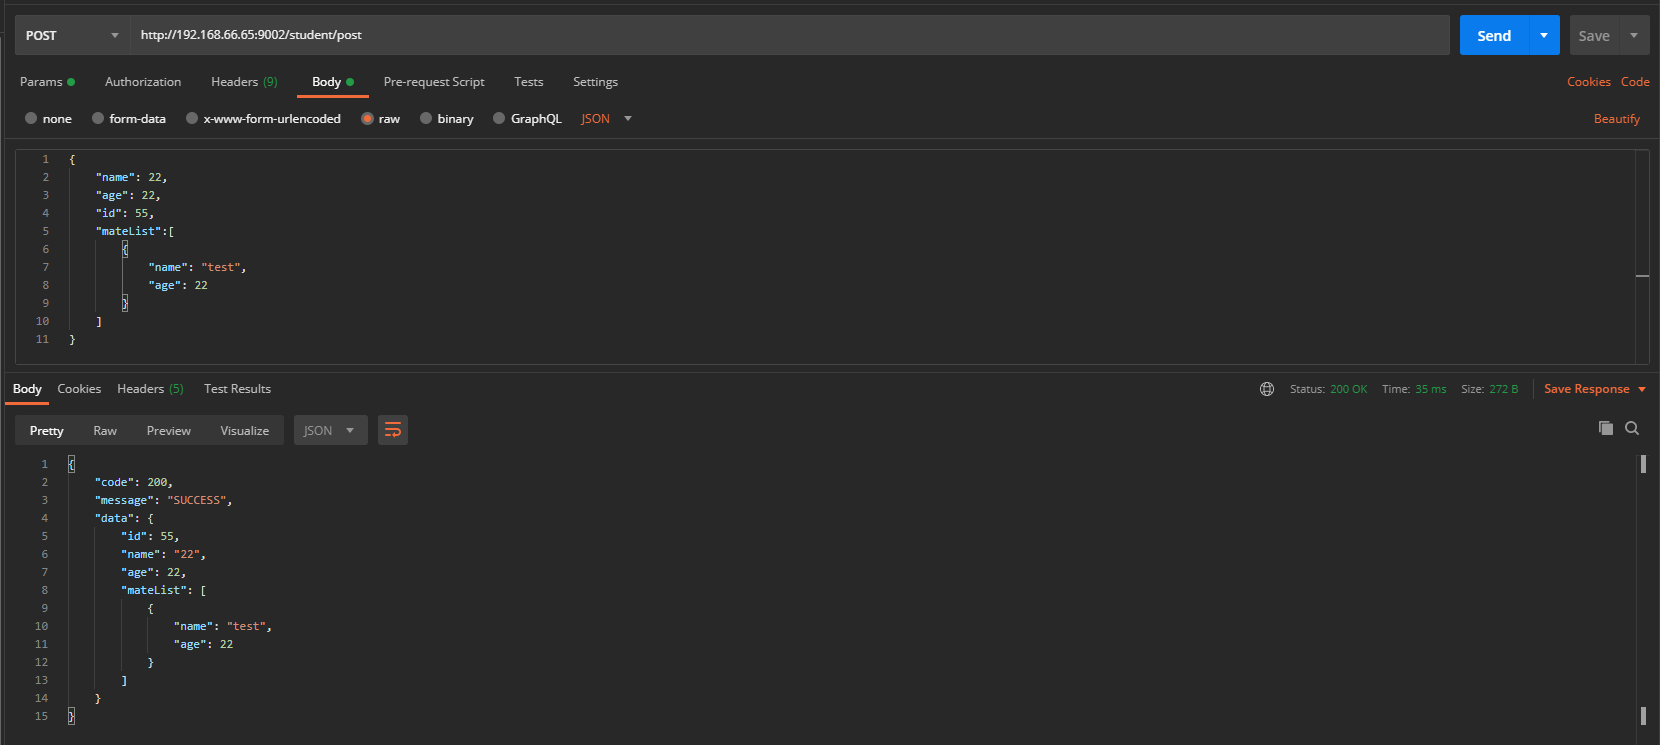 POST http://192.168.66.65:9002/student/post Send Save
Params Authorization Headers (9) Body Pre-request Script Tests Settings Cookies Code
none form-data x-www-form-urlencoded raw binary GraphQL JSON Beautify
1 {
2 "name": 22,
3 "age": 22,
4 "id": 55,
5 "mateList":[
6 {
7 "name": "test",
8 "age": 22
9 }
10 ]
11 }
Body Cookies Headers (5) Test Results Status: 200 OK Time: 35 ms Size: 272 B Save Response
Pretty Raw Preview Visualize JSON
1 {
2 "code": 200,
3 "message": "SUCCESS",
4 "data": {
5 "id": 55,
6 "name": "22",
7 "age": 22,
8 "mateList": [
9 {
10 "name": "test",
11 "age": 22
12 }
13 ]
14 }
15 }